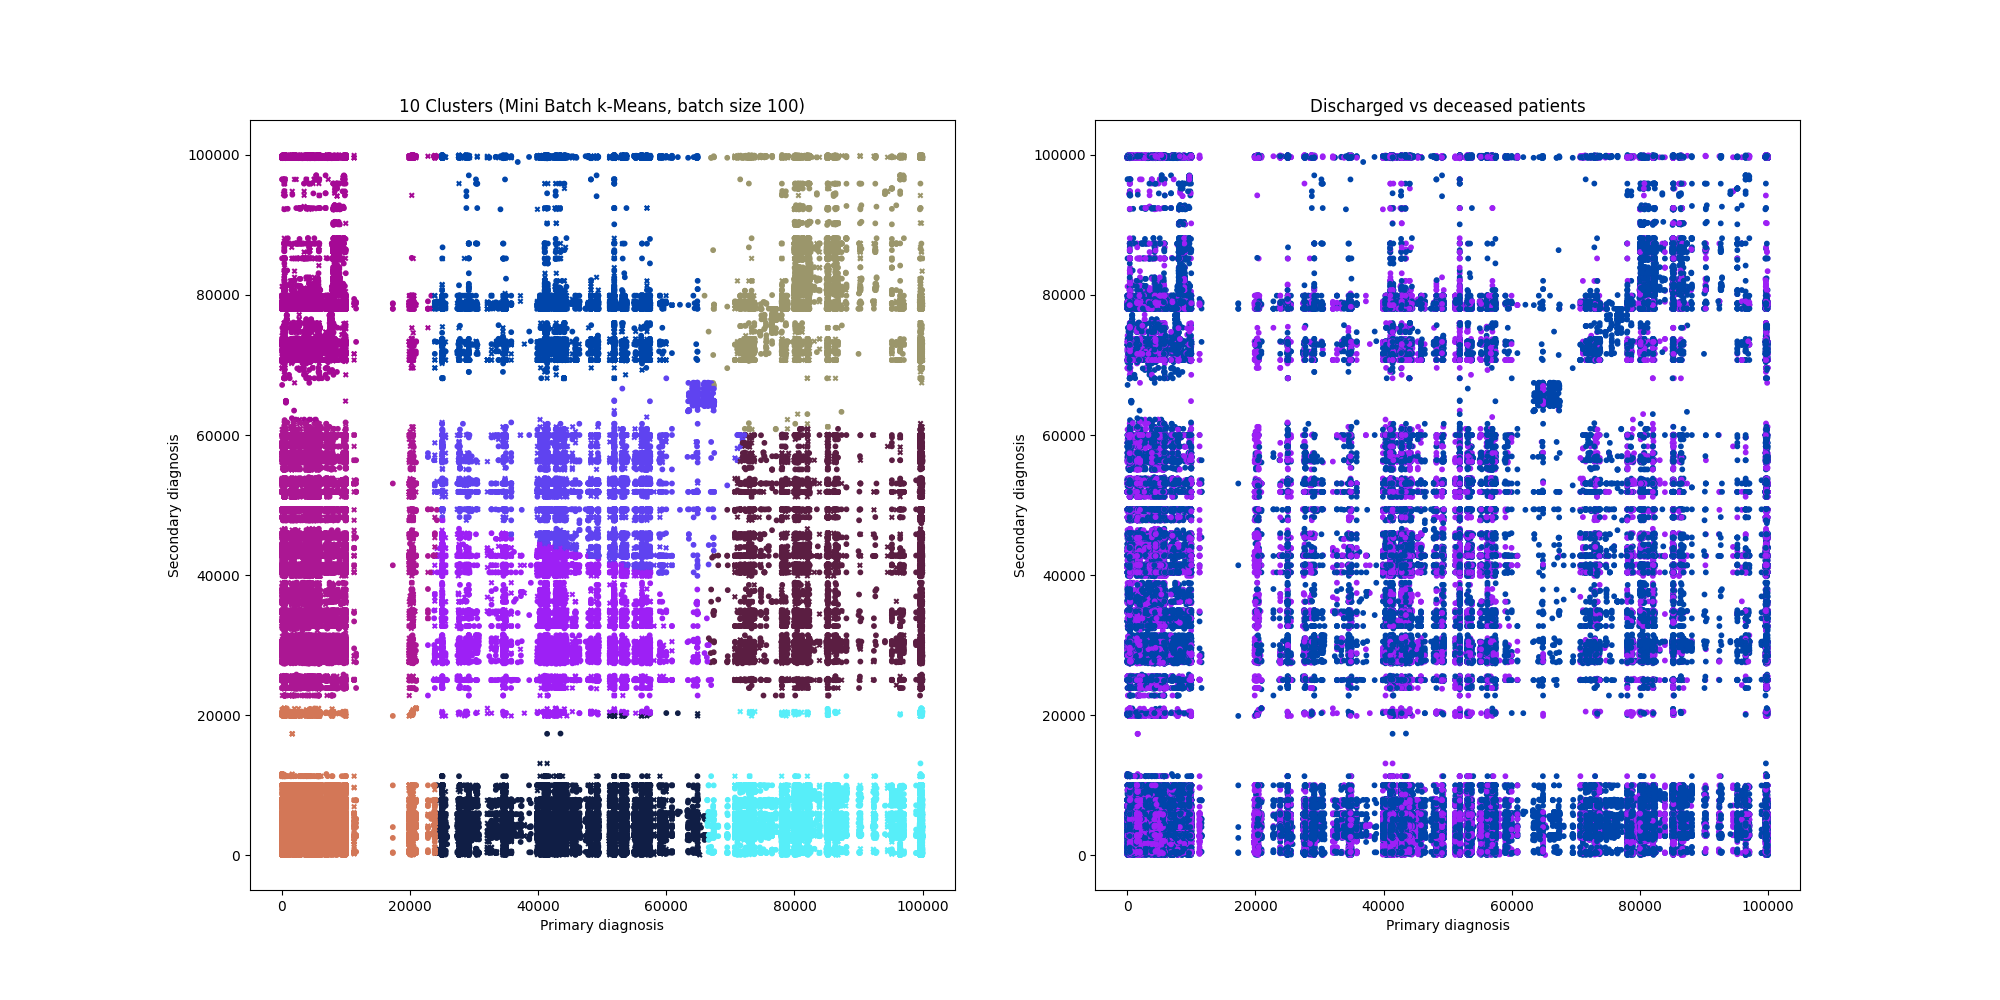 10 Clusters (Mini Batch k-Means, batch size 100)
100000
80000
60000
40000
20000
0
Secondary diagnosis
0 20000 40000 60000 80000 100000
Primary diagnosis
Discharged vs deceased patients
100000
80000
60000
40000
20000
0
Secondary diagnosis
0 20000 40000 60000 80000 100000
Primary diagnosis